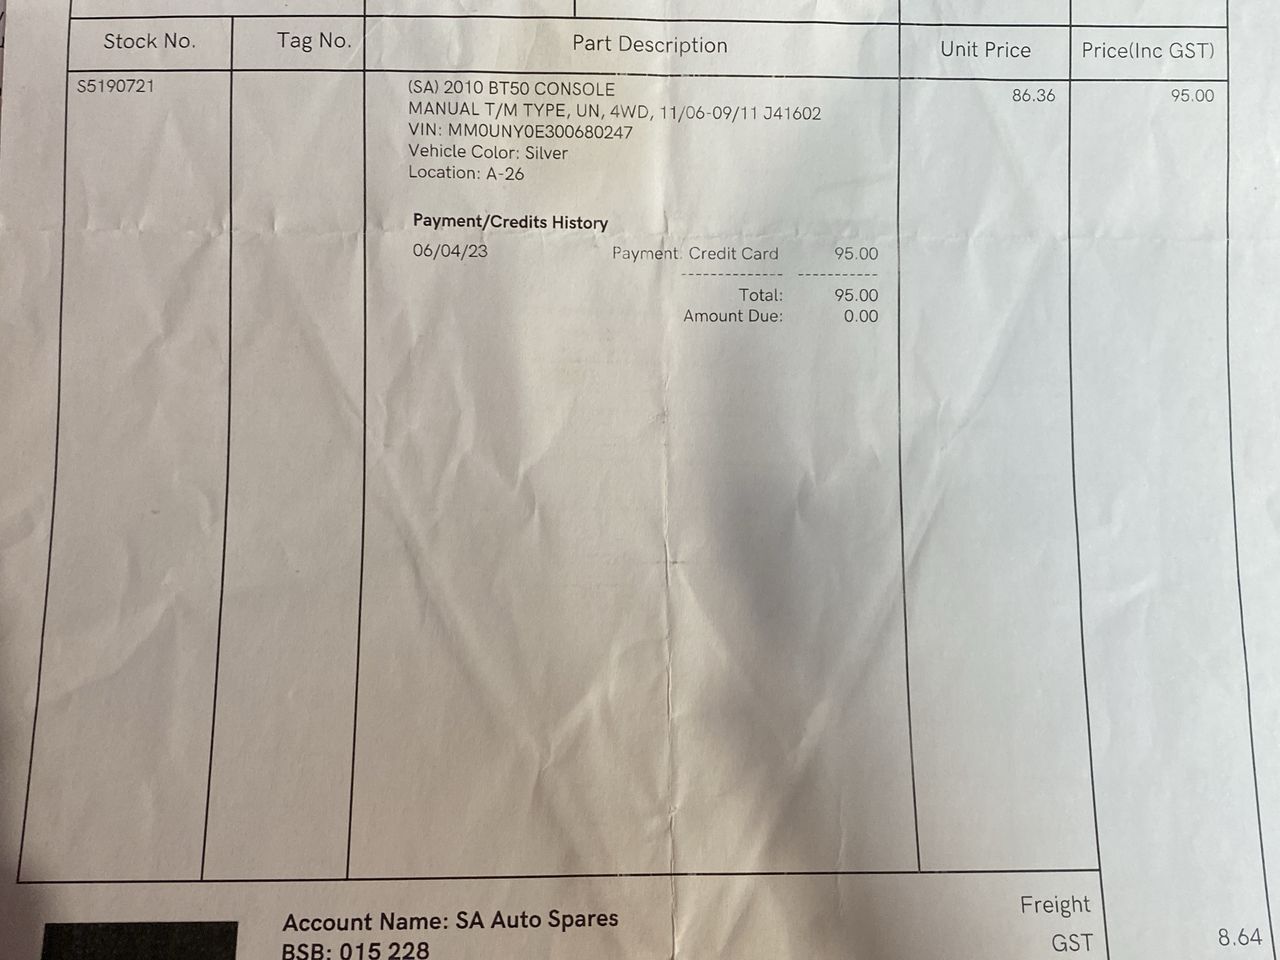 Stock No. Tag No. Part Description Unit Price Price(Inc GST)
S5190721 (SA) 2010 BT50 CONSOLE 86.36 95.00
MANUAL T/M TYPE, UN, 4WD, 11/06-09/11 J41602
VIN: MM0UNY0E300680247
Vehicle Color: Silver
Location: A-26
Payment/Credits History
06/04/23 Payment: Credit Card 95.00
Total: 95.00
Amount Due: 0.00
Account Name: SA Auto Spares
BSB: 015 228
Freight
GST 8.64